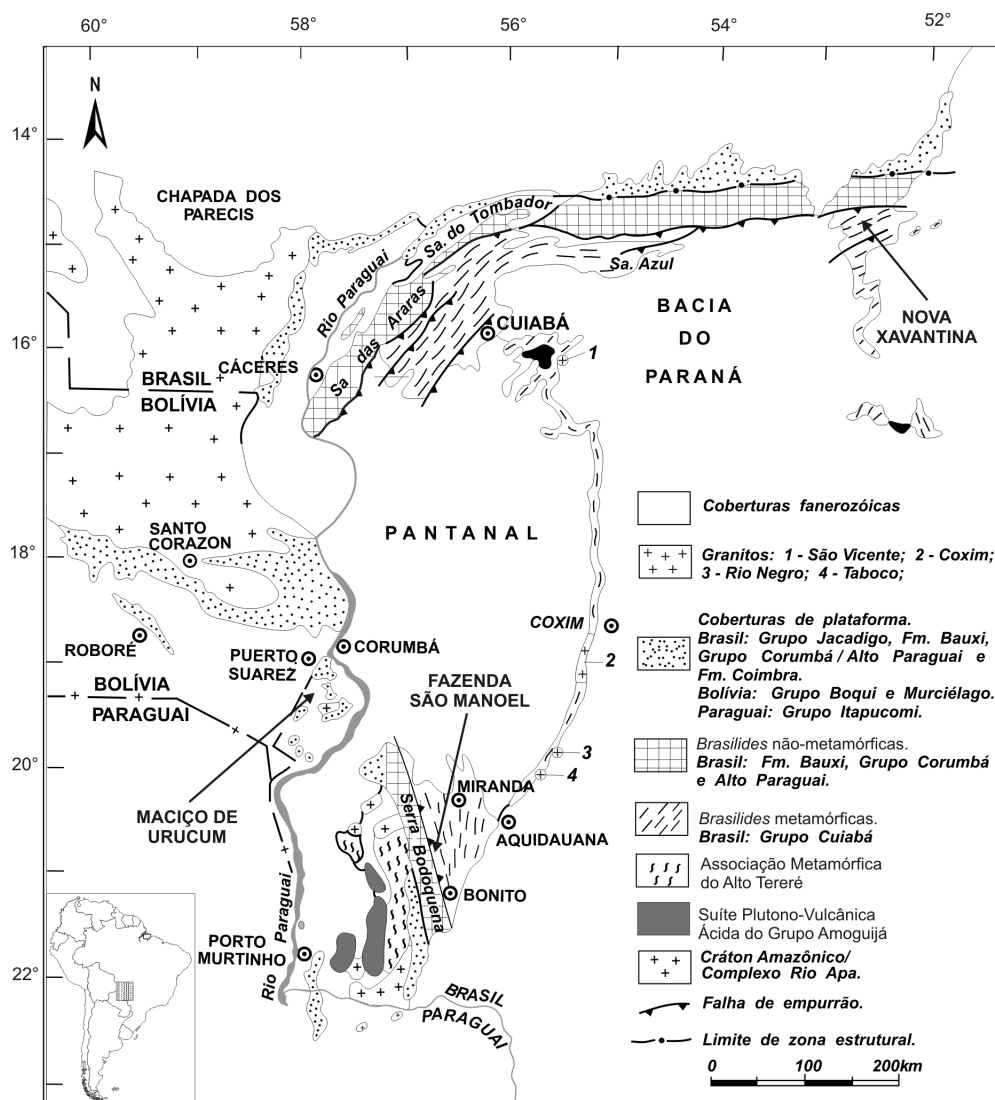 60°
58°
56°
54°
52°
N
14°
16°
18°
20°
22°
CHAPADA DOS
PARECIS
Sa. do Tombador
Rio Paraguai
Sa. Azul
Sa das Araras
CUIABÁ
1
BACIA
DO
PARANÁ
NOVA
XAVANTINA
CÁCERES
BRASIL
BOLÍVIA
PANTANAL
SANTO
CORAZON
ROBORÉ
PUERTO
SUAREZ
CORUMBÁ
COXIM
2
BOLÍVIA
PARAGUAI
FAZENDA
SÃO MANOEL
3
4
MACIÇO DE
URUCUM
MIRANDA
AQUIDAUANA
Serra Bodoquena
BONITO
PORTO
MURTINHO
Rio Paraguai
BRASIL
PARAGUAI
Coberturas fanerozóicas
Granitos: 1 - São Vicente; 2 - Coxim;
3 - Rio Negro; 4 - Taboco;
Coberturas de plataforma.
Brasil: Grupo Jacadigo, Fm. Bauxi,
Grupo Corumbá / Alto Paraguai e
Fm. Coimbra.
Bolívia: Grupo Boqui e Murciélago.
Paraguai: Grupo Itapucomi.
Brasilides não-metamórficas.
Brasil: Fm. Bauxi, Grupo Corumbá
e Alto Paraguai.
Brasilides metamórficas.
Brasil: Grupo Cuiabá
Associação Metamórfica
do Alto Tereré
Suíte Plutono-Vulcânica
Ácida do Grupo Amoguijá
Cráton Amazônico/
Complexo Rio Apa.
Falha de empurrão.
Limite de zona estrutural.
0 100 200km